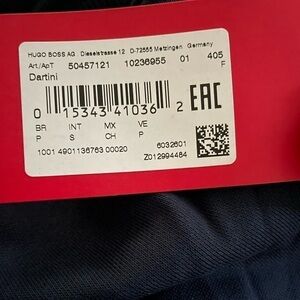 HUGO BOSS AG . Dieselstrasse 12 D-72555 Metzingen Germany
Art./ApT 50457121 10236955 01 405
Dartini F
0 15343 41036 2 EAC
BR INT MX VE
P S CH P
1001 4901136763 00020 6032601
Z012994484